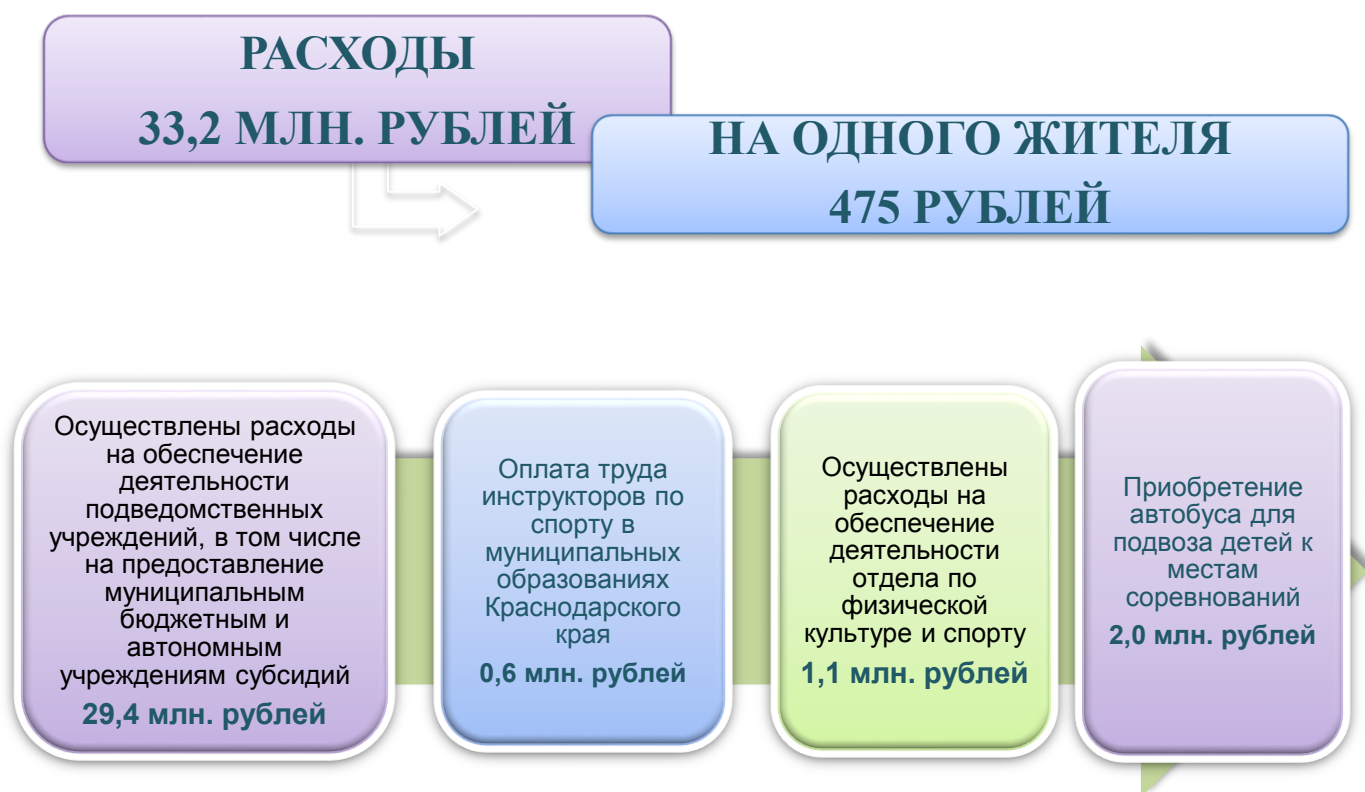 РАСХОДЫ
33,2 МЛН. РУБЛЕЙ
НА ОДНОГО ЖИТЕЛЯ
475 РУБЛЕЙ
Осуществлены расходы
на обеспечение
деятельности
подведомственных
учреждений, в том числе
на предоставление
муниципальным
бюджетным и
автономным
учреждениям субсидий
29,4 млн. рублей
Оплата труда
инструкторов по
спорту в
муниципальных
образованиях
Краснодарского
края
0,6 млн. рублей
Осуществлены
расходы на
обеспечение
деятельности
отдела по
физической
культуре и спорту
1,1 млн. рублей
Приобретение
автобуса для
подвоза детей к
местам
соревнований
2,0 млн. рублей